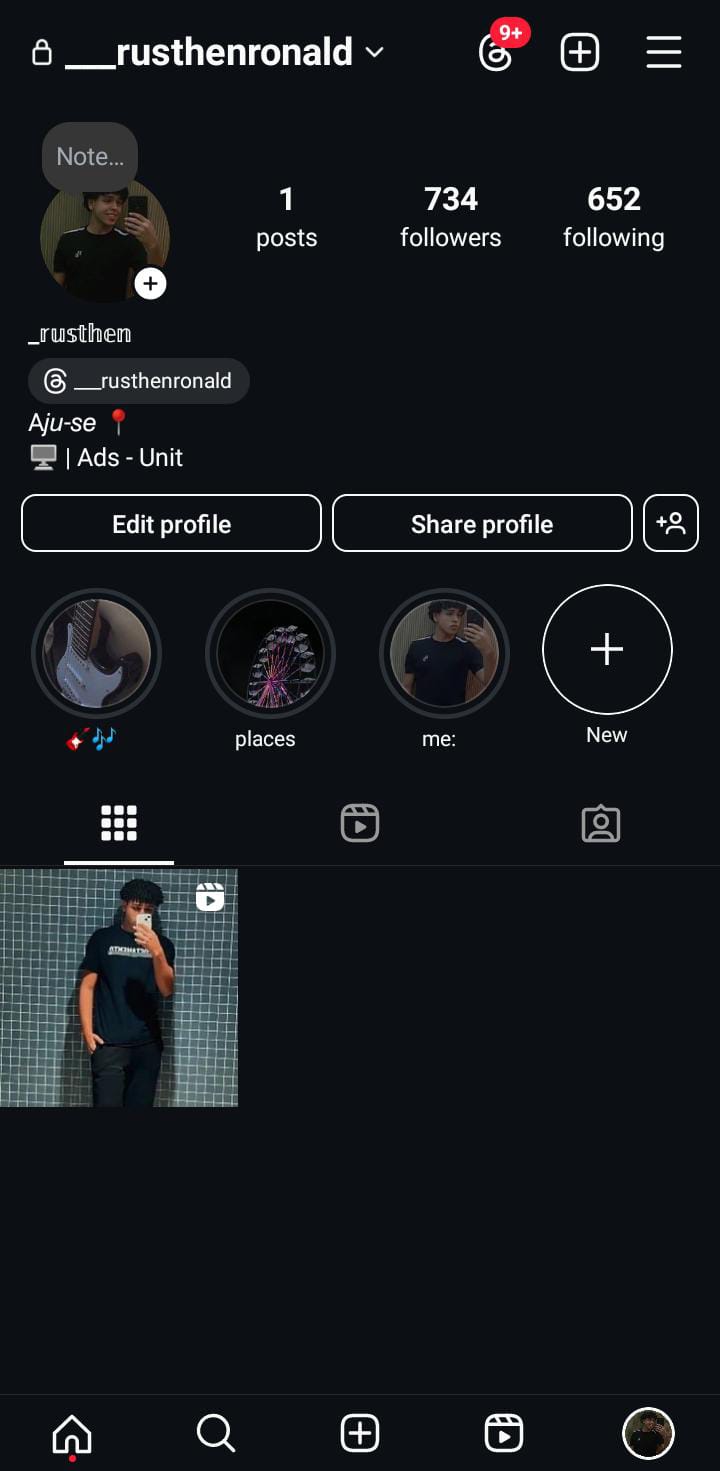 ___rusthenronald
9+
Note...
1 734 652
posts followers following
_𝕣𝕦𝕤𝕥𝕙𝕖𝕟
___rusthenronald
Aju-se 📍
🖥️ | Ads - Unit
Edit profile Share profile
🎸🎶 places me: New